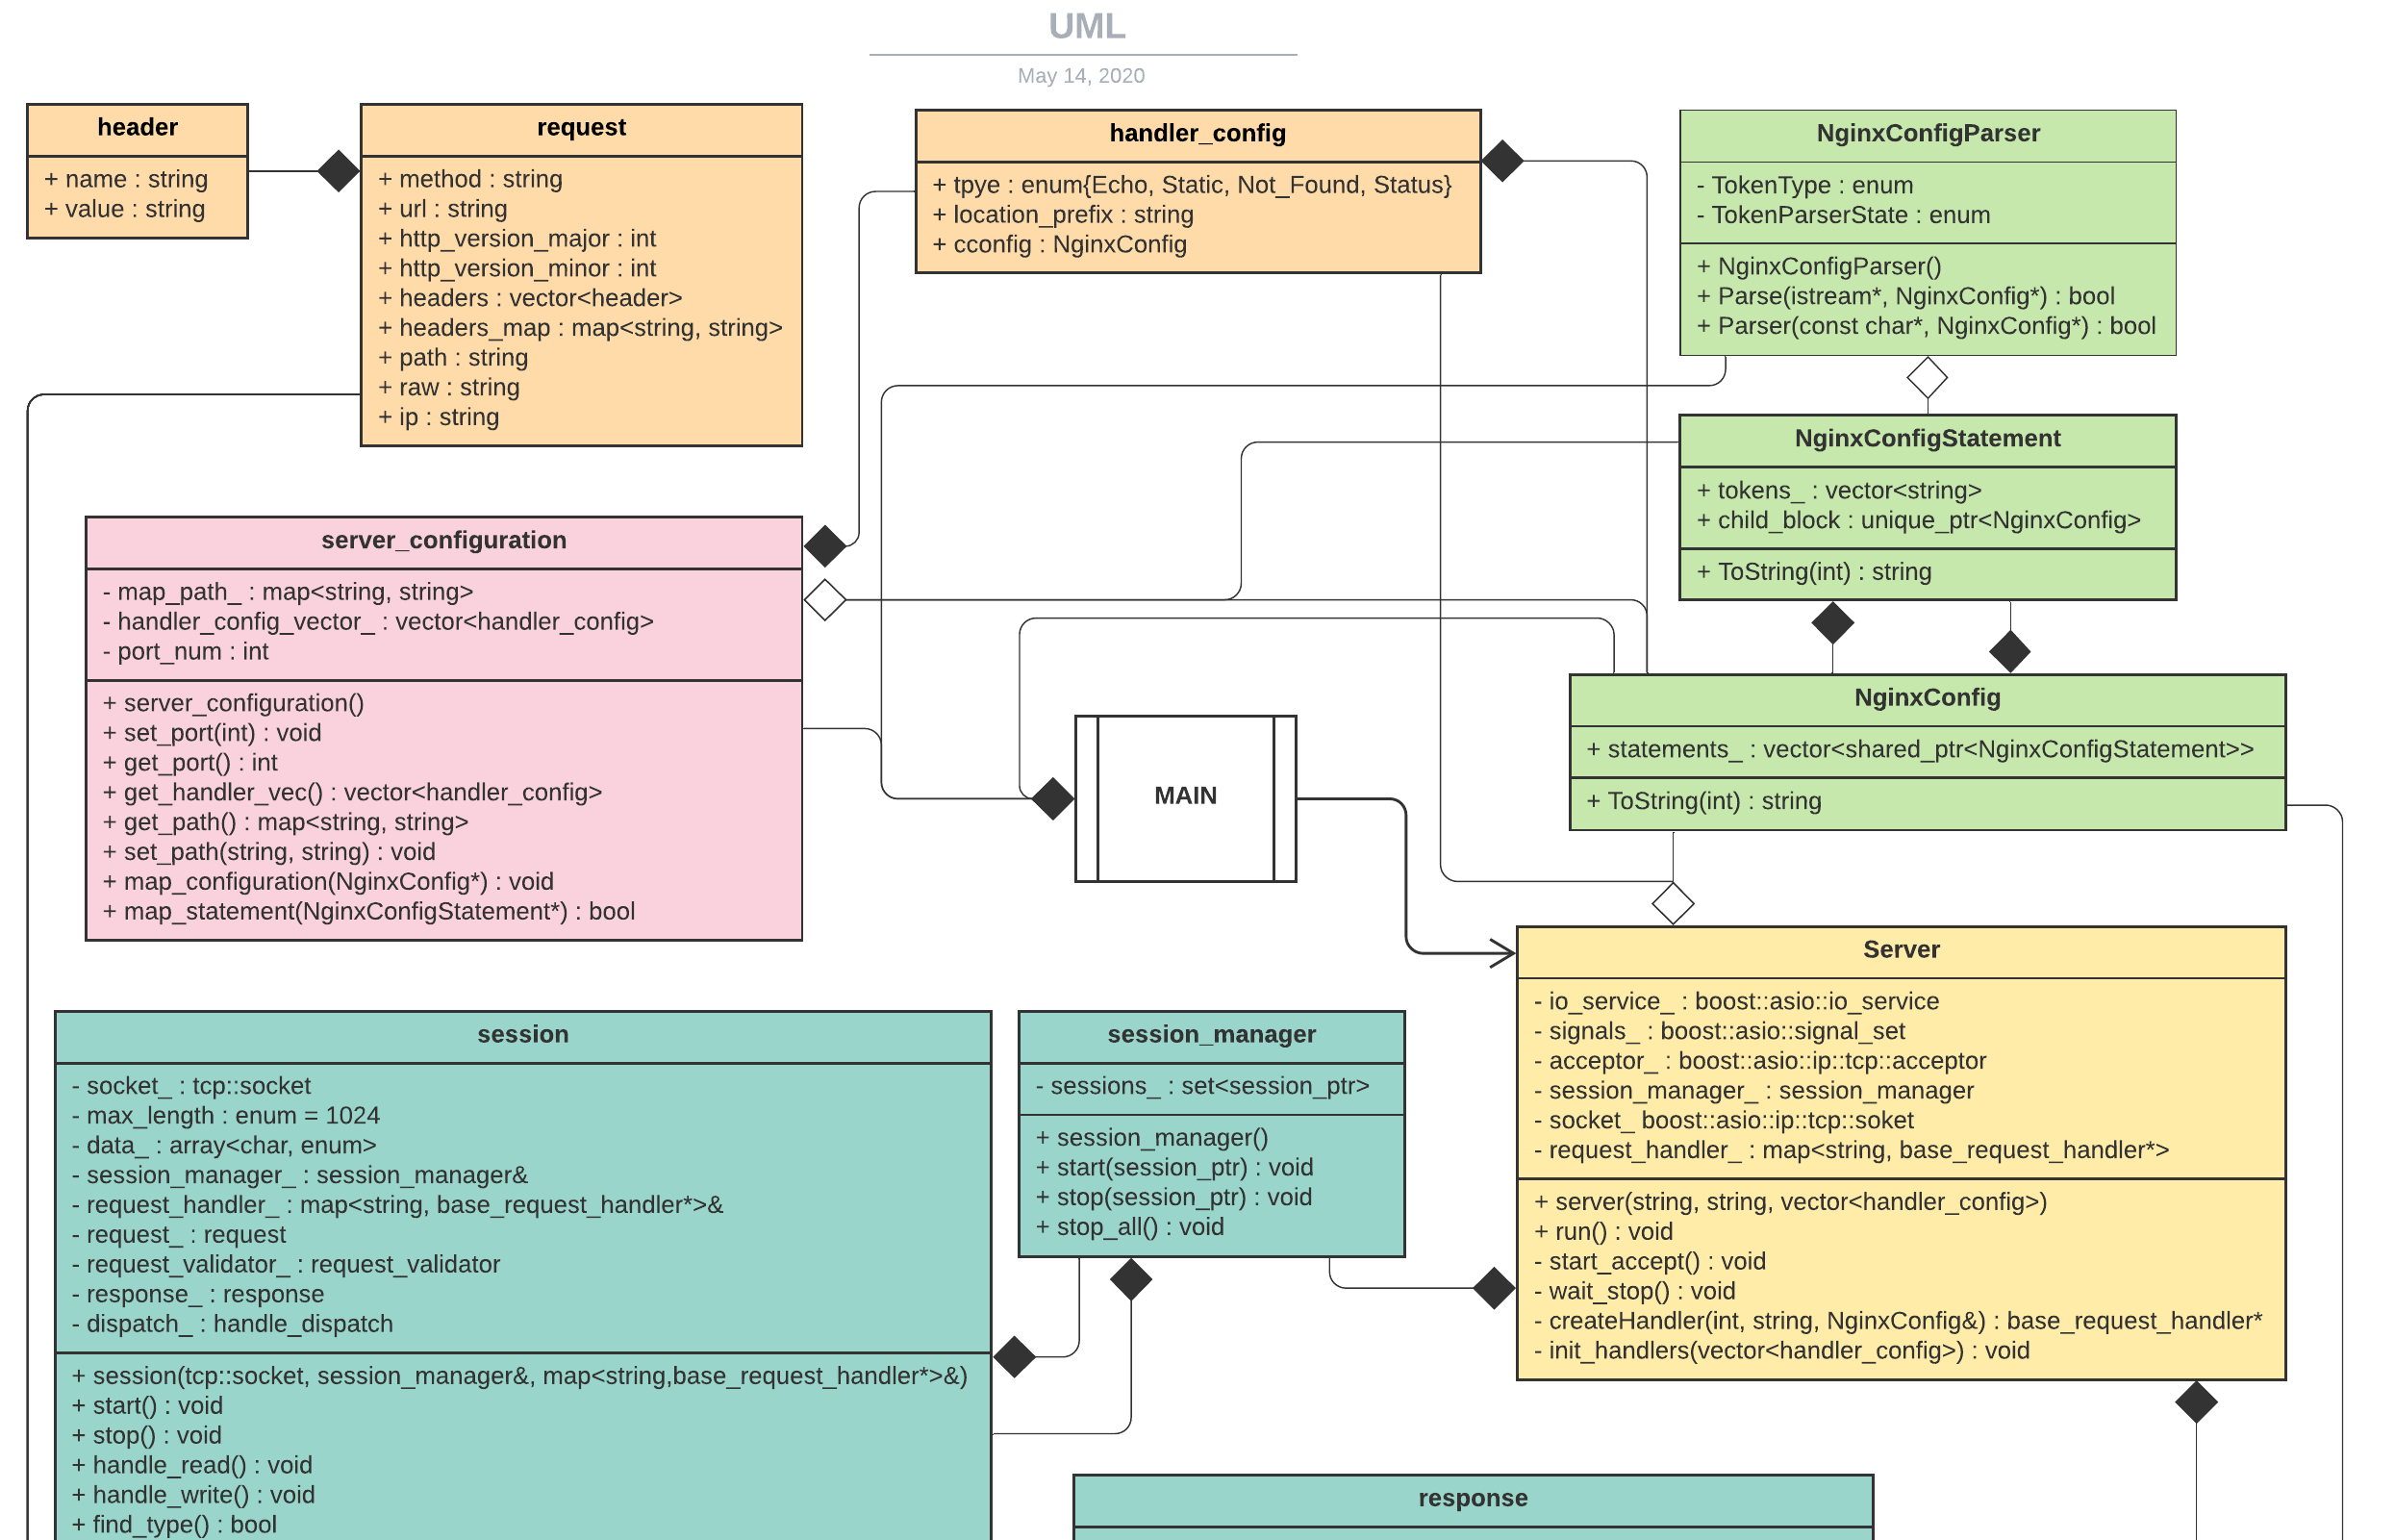 UML
May 14, 2020
header
+ name : string
+ value : string
request
+ method : string
+ url : string
+ http_version_major : int
+ http_version_minor : int
+ headers : vector<header>
+ headers_map : map<string, string>
+ path : string
+ raw : string
+ ip : string
handler_config
+ tpye : enum{Echo, Static, Not_Found, Status}
+ location_prefix : string
+ cconfig : NginxConfig
NginxConfigParser
- TokenType : enum
- TokenParserState : enum
+ NginxConfigParser()
+ Parse(istream*, NginxConfig*) : bool
+ Parser(const char*, NginxConfig*) : bool
NginxConfigStatement
+ tokens_ : vector<string>
+ child_block : unique_ptr<NginxConfig>
+ ToString(int) : string
server_configuration
- map_path_ : map<string, string>
- handler_config_vector_ : vector<handler_config>
- port_num : int
+ server_configuration()
+ set_port(int) : void
+ get_port() : int
+ get_handler_vec() : vector<handler_config>
+ get_path() : map<string, string>
+ set_path(string, string) : void
+ map_configuration(NginxConfig*) : void
+ map_statement(NginxConfigStatement*) : bool
MAIN
NginxConfig
+ statements_ : vector<shared_ptr<NginxConfigStatement>>
+ ToString(int) : string
Server
- io_service_ : boost::asio::io_service
- signals_ : boost::asio::signal_set
- acceptor_ : boost::asio::ip::tcp::acceptor
- session_manager_ : session_manager
- socket_ boost::asio::ip::tcp::soket
- request_handler_ : map<string, base_request_handler*>
+ server(string, string, vector<handler_config>)
+ run() : void
- start_accept() : void
- wait_stop() : void
- createHandler(int, string, NginxConfig&) : base_request_handler*
- init_handlers(vector<handler_config>) : void
session
- socket_ : tcp::socket
- max_length : enum = 1024
- data_ : array<char, enum>
- session_manager_ : session_manager&
- request_handler_ : map<string, base_request_handler*>&
- request_ : request
- request_validator_ : request_validator
- response_ : response
- dispatch_ : handle_dispatch
+ session(tcp::socket, session_manager&, map<string,base_request_handler*>&)
+ start() : void
+ stop() : void
+ handle_read() : void
+ handle_write() : void
+ find_type() : bool
session_manager
- sessions_ : set<session_ptr>
+ session_manager()
+ start(session_ptr) : void
+ stop(session_ptr) : void
+ stop_all() : void
response